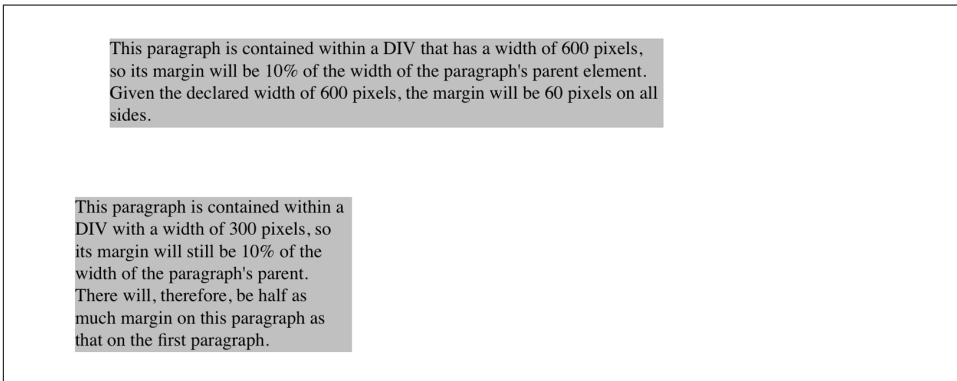 This paragraph is contained within a DIV that has a width of 600 pixels,
so its margin will be 10% of the width of the paragraph's parent element.
Given the declared width of 600 pixels, the margin will be 60 pixels on all
sides.
This paragraph is contained within a
DIV with a width of 300 pixels, so
its margin will still be 10% of the
width of the paragraph's parent.
There will, therefore, be half as
much margin on this paragraph as
that on the first paragraph.